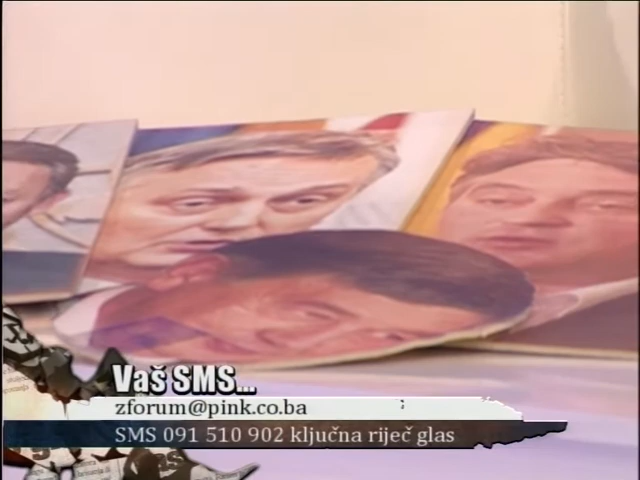 Vaš SMS...
zforum@pink.co.ba
SMS 091 510 902 ključna riječ glas